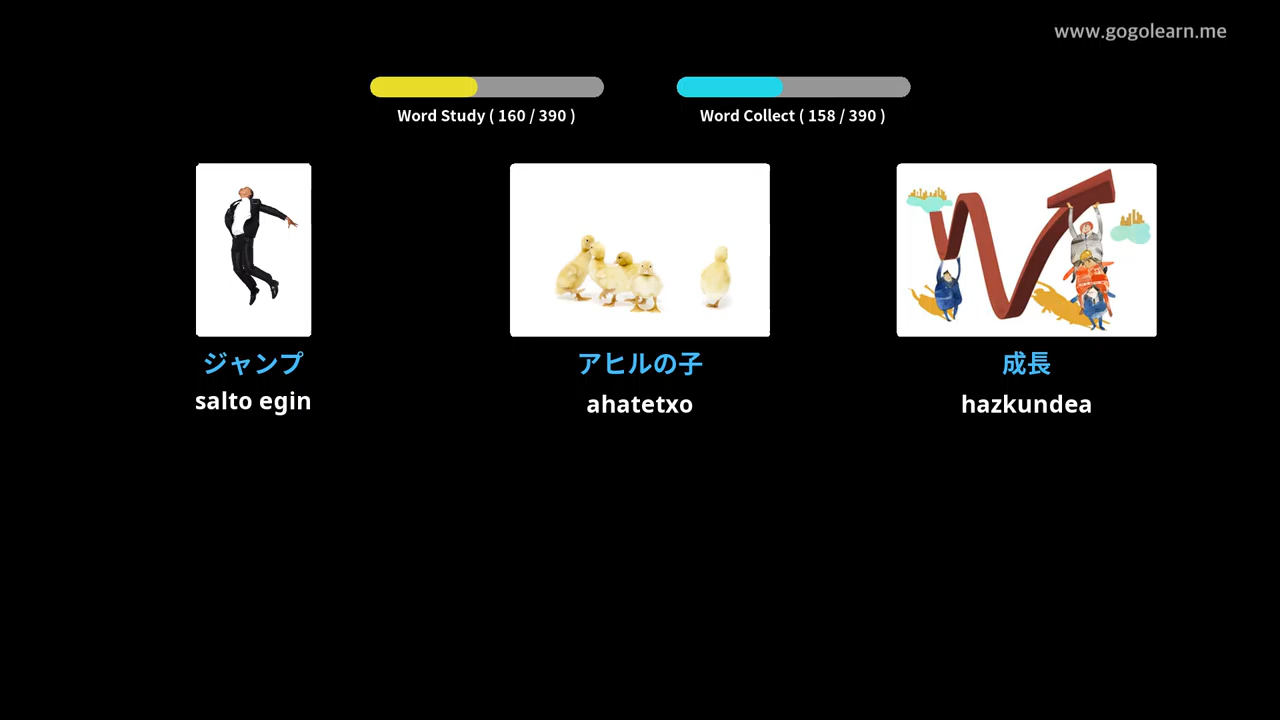 www.gogolearn.me
Word Study ( 160 / 390 )
Word Collect ( 158 / 390 )
ジャンプ
salto egin
アヒルの子
ahatetxo
成長
hazkundea